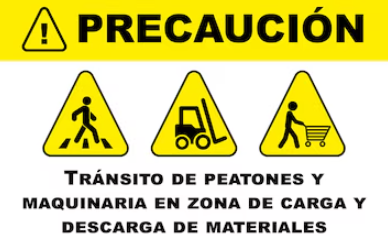 PRECAUCIÓN
TRÁNSITO DE PEATONES Y
MAQUINARIA EN ZONA DE CARGA Y
DESCARGA DE MATERIALES